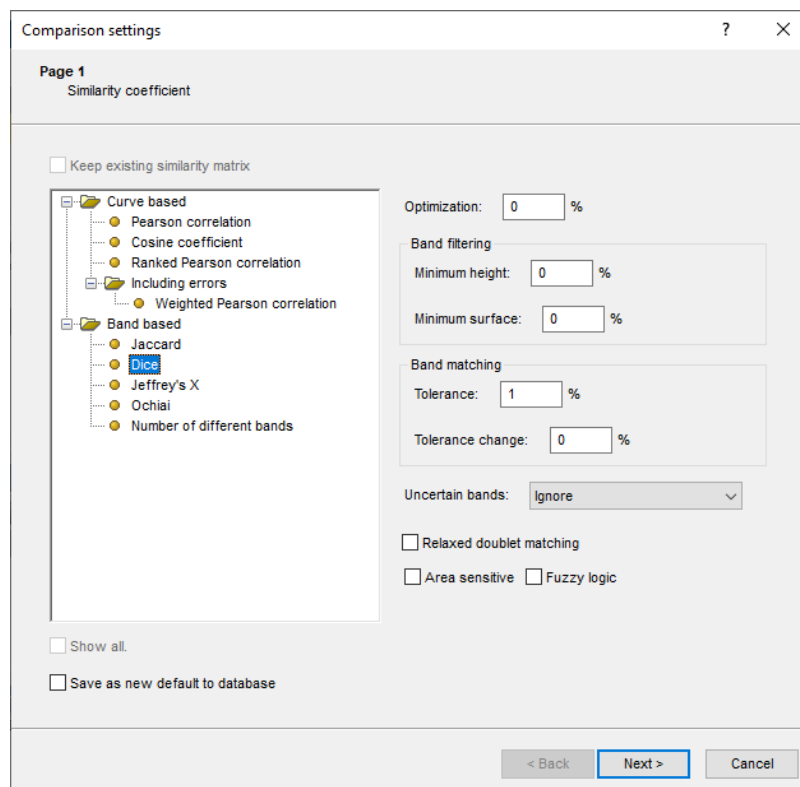 Comparison settings
?
Page 1
Similarity coefficient
Keep existing similarity matrix
Curve based
Pearson correlation
Cosine coefficient
Ranked Pearson correlation
Including errors
Weighted Pearson correlation
Band based
Jaccard
Dice
Jeffrey's X
Ochiai
Number of different bands
Optimization: 0 %
Band filtering
Minimum height: 0 %
Minimum surface: 0 %
Band matching
Tolerance: 1 %
Tolerance change: 0 %
Uncertain bands: Ignore
Relaxed doublet matching
Area sensitive Fuzzy logic
Show all.
Save as new default to database
< Back Next > Cancel